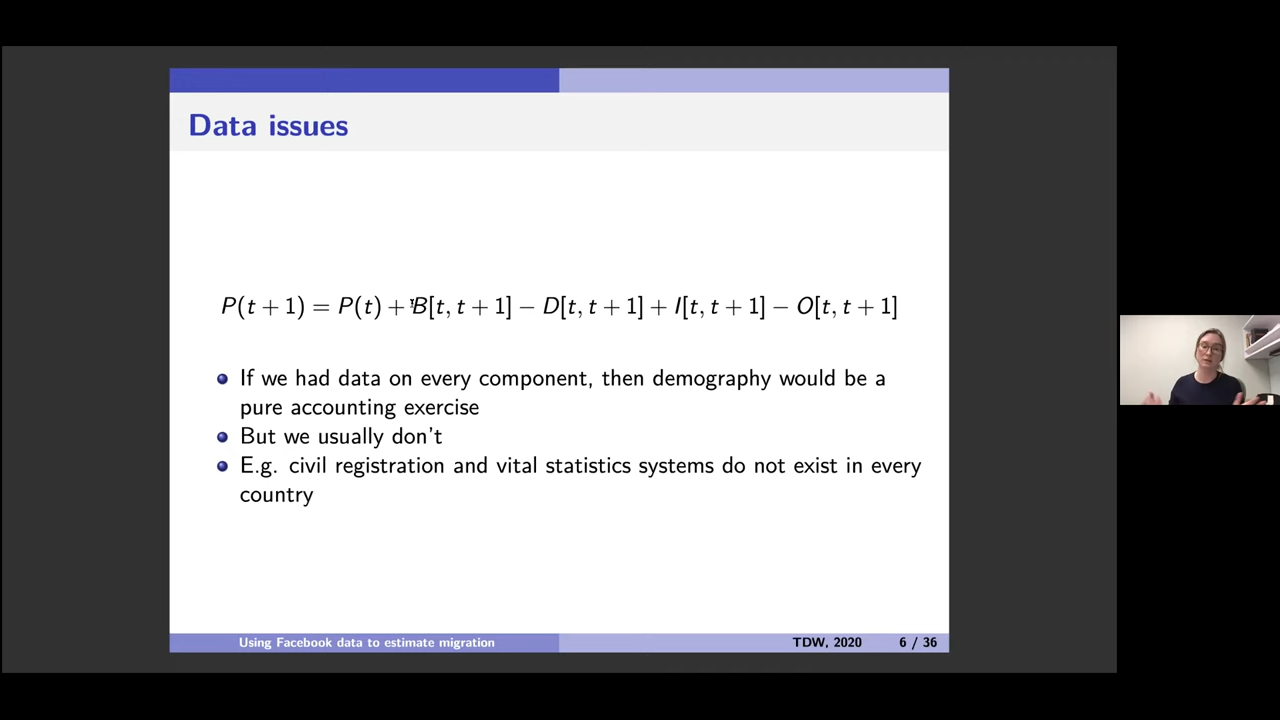 Data issues
P(t + 1) = P(t) + B[t, t + 1] − D[t, t + 1] + I[t, t + 1] − O[t, t + 1]
If we had data on every component, then demography would be a
pure accounting exercise
But we usually don't
E.g. civil registration and vital statistics systems do not exist in every
country
Using Facebook data to estimate migration TDW, 2020 6 / 36